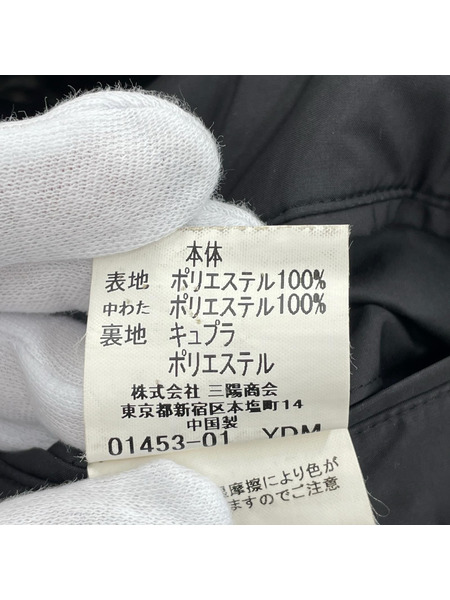 本体
表地 ポリエステル100%
中わた ポリエステル100%
裏地 キュプラ
ポリエステル
株式会社 三陽商会
東京都新宿区本塩町14
中国製
01453-01 YDM
摩擦により色が
ますのでご注意